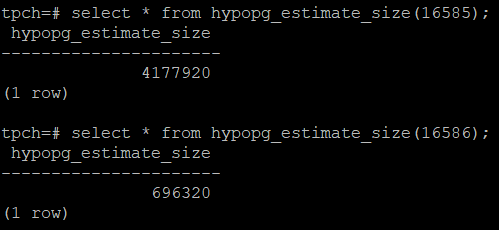 tpch=# select * from hypopg_estimate_size(16585);
hypopg_estimate_size
----------------------
4177920
(1 row)
tpch=# select * from hypopg_estimate_size(16586);
hypopg_estimate_size
----------------------
696320
(1 row)